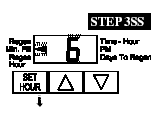 STEP 3SS
Regen Time - Hour
Min. Fill 6 PM
Regen Days To Regen
Hour
SET
HOUR